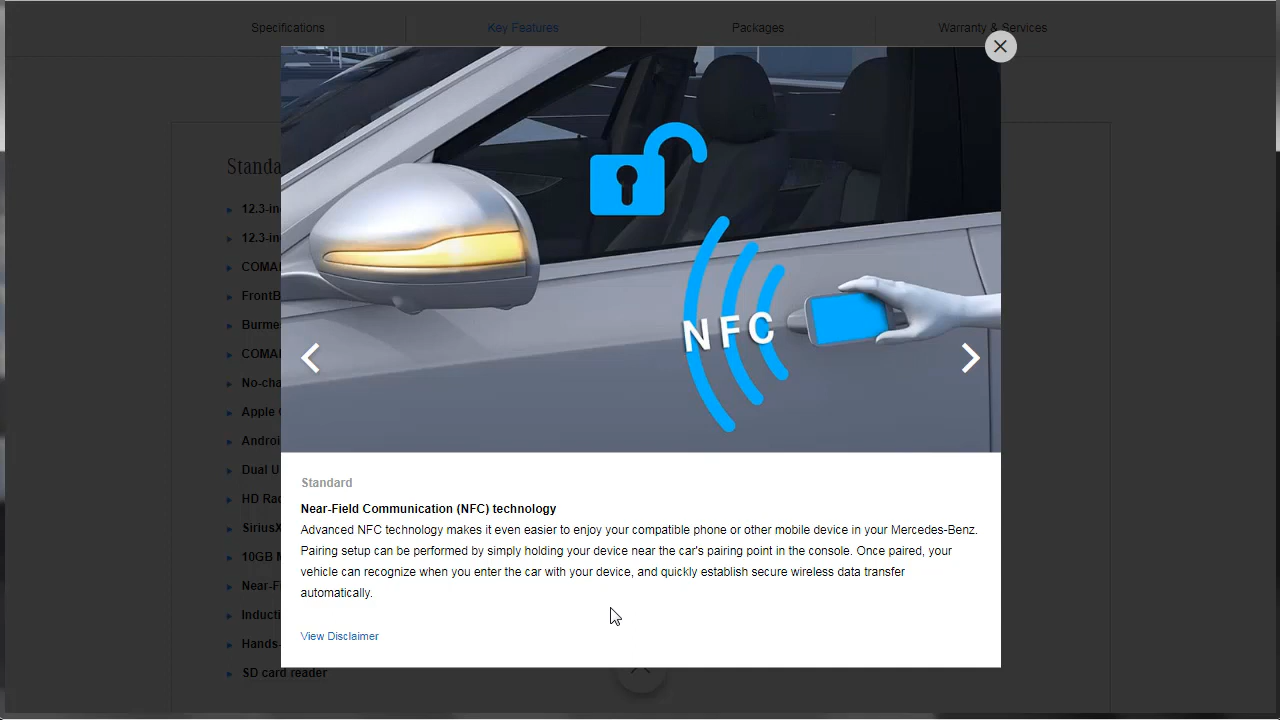 Specifications
Key Features
Packages
Warranty & Services
NFC
Standard
Near-Field Communication (NFC) technology
Advanced NFC technology makes it even easier to enjoy your compatible phone or other mobile device in your Mercedes-Benz.
Pairing setup can be performed by simply holding your device near the car's pairing point in the console. Once paired, your
vehicle can recognize when you enter the car with your device, and quickly establish secure wireless data transfer
automatically.
View Disclaimer
Standa
12.3-in
12.3-in
COMA
FrontB
Burme
COMA
No-cha
Apple
Androi
Dual U
HD Rad
SiriusX
10GB
Near-Fi
Inducti
Hands-
SD card reader